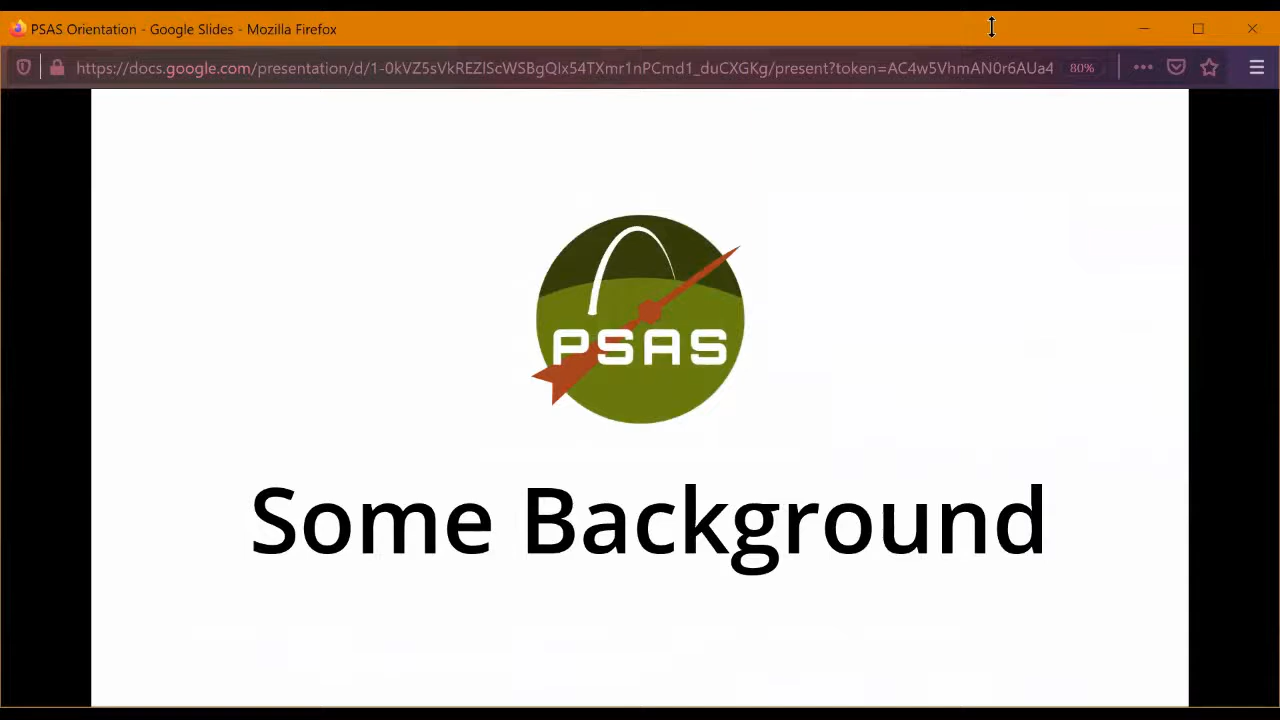 PSAS Orientation - Google Slides - Mozilla Firefox
https://docs.google.com/presentation/d/1-0kVZ5sVkREZlScWSBgQlx54TXmr1nPCmd1_duCXGKg/present?token=AC4w5VhmAN0r6AUa4
80%
PSAS
Some Background